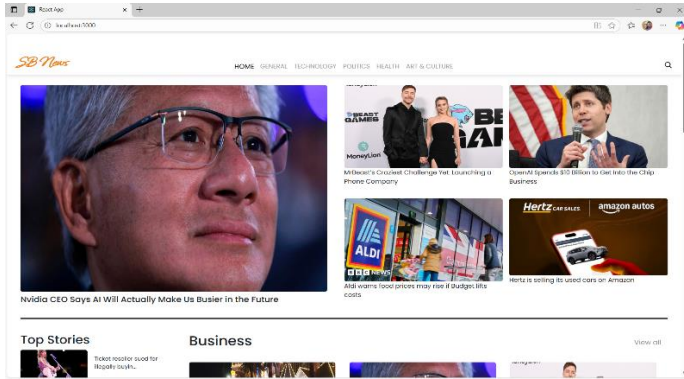 React App
localhost:3000
SB News
HOME GENERAL TECHNOLOGY POLITICS HEALTH ART & CULTURE
BEAST
GAMES
MoneyLion
MrBeast's Craziest Challenge Yet: Launching a
Phone Company
OpenAI Spends $10 Billion to Get Into the Chip
Business
ALDI
BBC NEWS
Aldi warns food prices may rise if Budget lifts
costs
Hertz CAR SALES | amazon autos
Hertz is selling its used cars on Amazon
Nvidia CEO Says AI Will Actually Make Us Busier in the Future
Top Stories
Business
View all
Ticket reseller sued for
illegally buyin...